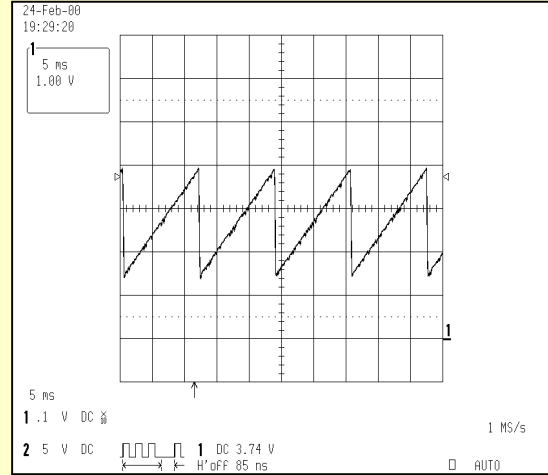 24-Feb-00
19:29:20
1
5 ms
1.00 V
1
5 ms
1 .1 V DC
1 MS/s
2 5 V DC
1 DC 3.74 V
H'off 85 ns
AUTO